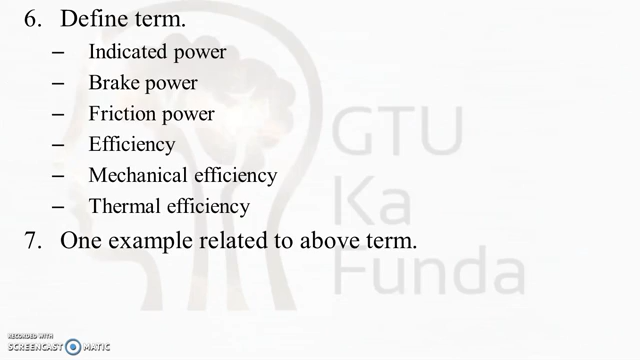 6. Define term.
– Indicated power
– Brake power
– Friction power
– Efficiency
– Mechanical efficiency
– Thermal efficiency
7. One example related to above term.
GTU
Ka
Funda
RECORDED WITH
SCREENCAST MATIC